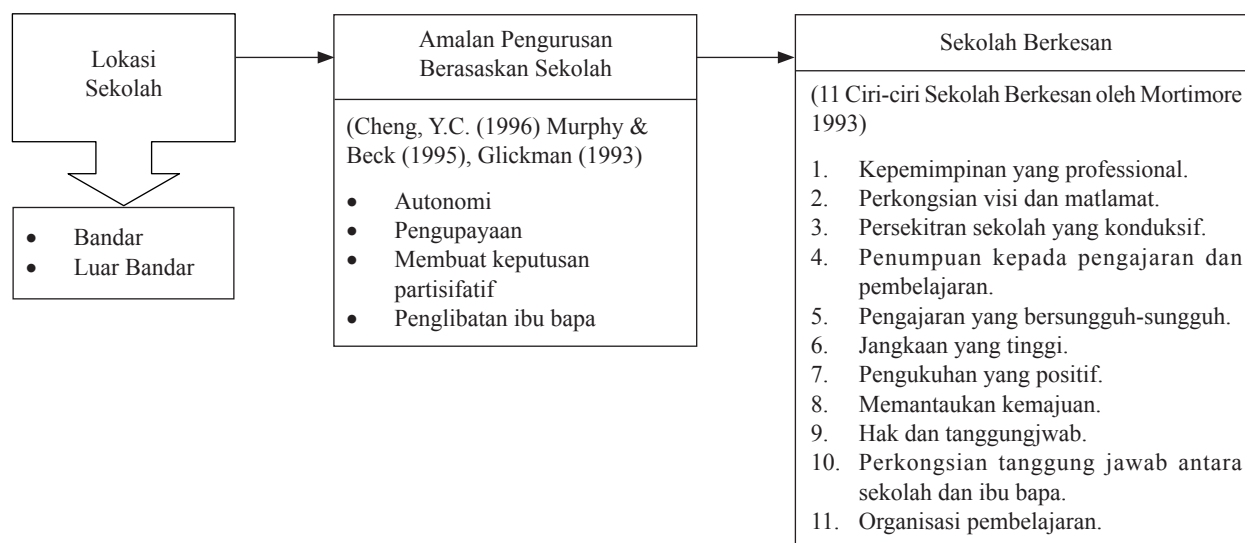 Lokasi
Sekolah
• Bandar
• Luar Bandar
Amalan Pengurusan
Berasaskan Sekolah
(Cheng, Y.C. (1996) Murphy &
Beck (1995), Glickman (1993)
• Autonomi
• Pengupayaan
• Membuat keputusan
partisifatif
• Penglibatan ibu bapa
Sekolah Berkesan
(11 Ciri-ciri Sekolah Berkesan oleh Mortimore
1993)
1. Kepemimpinan yang professional.
2. Perkongsian visi dan matlamat.
3. Persekitran sekolah yang konduksif.
4. Penumpuan kepada pengajaran dan
pembelajaran.
5. Pengajaran yang bersungguh-sungguh.
6. Jangkaan yang tinggi.
7. Pengukuhan yang positif.
8. Memantaukan kemajuan.
9. Hak dan tanggungjwab.
10. Perkongsian tanggung jawab antara
sekolah dan ibu bapa.
11. Organisasi pembelajaran.